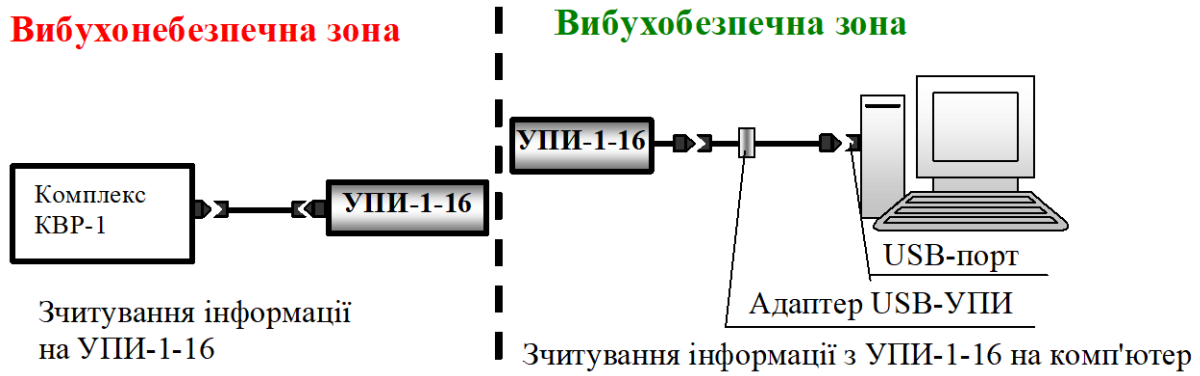 Вибухонебезпечна зона
Комплекс
КВР-1
УПИ-1-16
Зчитування інформації
на УПИ-1-16
Вибухобезпечна зона
УПИ-1-16
USB-порт
Адаптер USB-УПИ
Зчитування інформації з УПИ-1-16 на комп'ютер